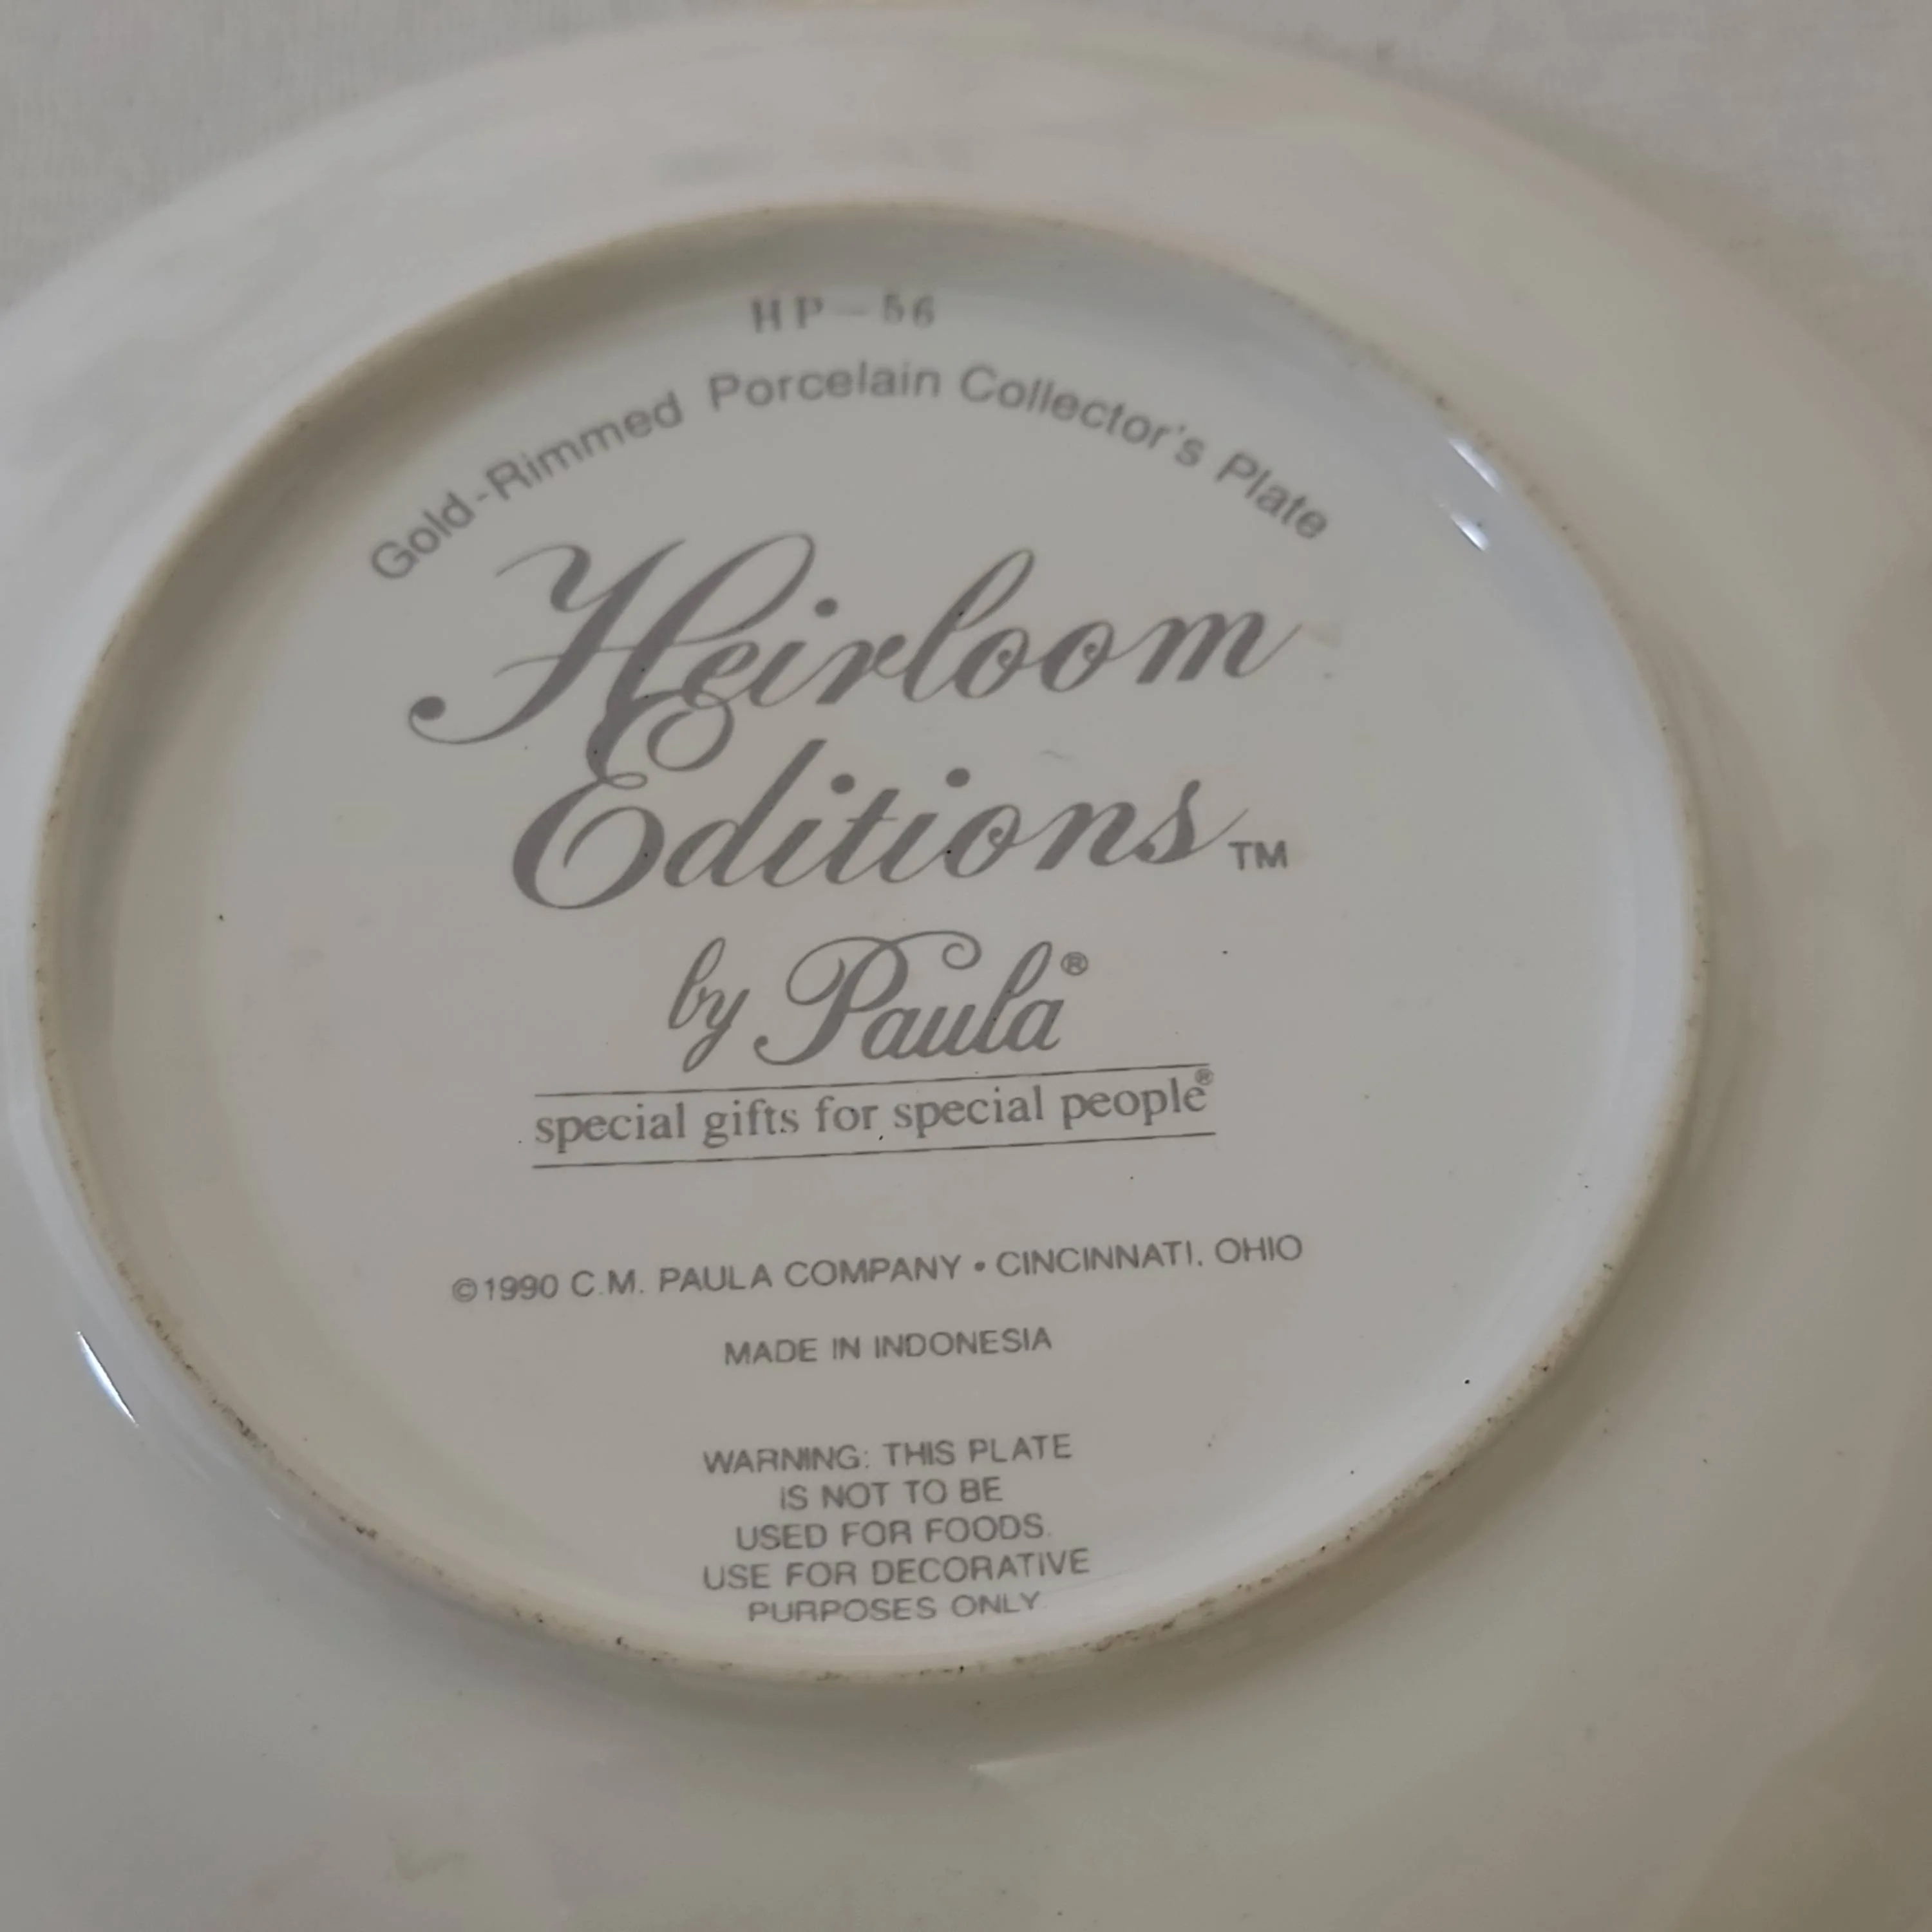 HP-56
Gold-Rimmed Porcelain Collector's Plate
Heirloom
Editions™
by Paula®
special gifts for special people®
©1990 C.M. PAULA COMPANY • CINCINNATI, OHIO
MADE IN INDONESIA
WARNING: THIS PLATE
IS NOT TO BE
USED FOR FOODS.
USE FOR DECORATIVE
PURPOSES ONLY.